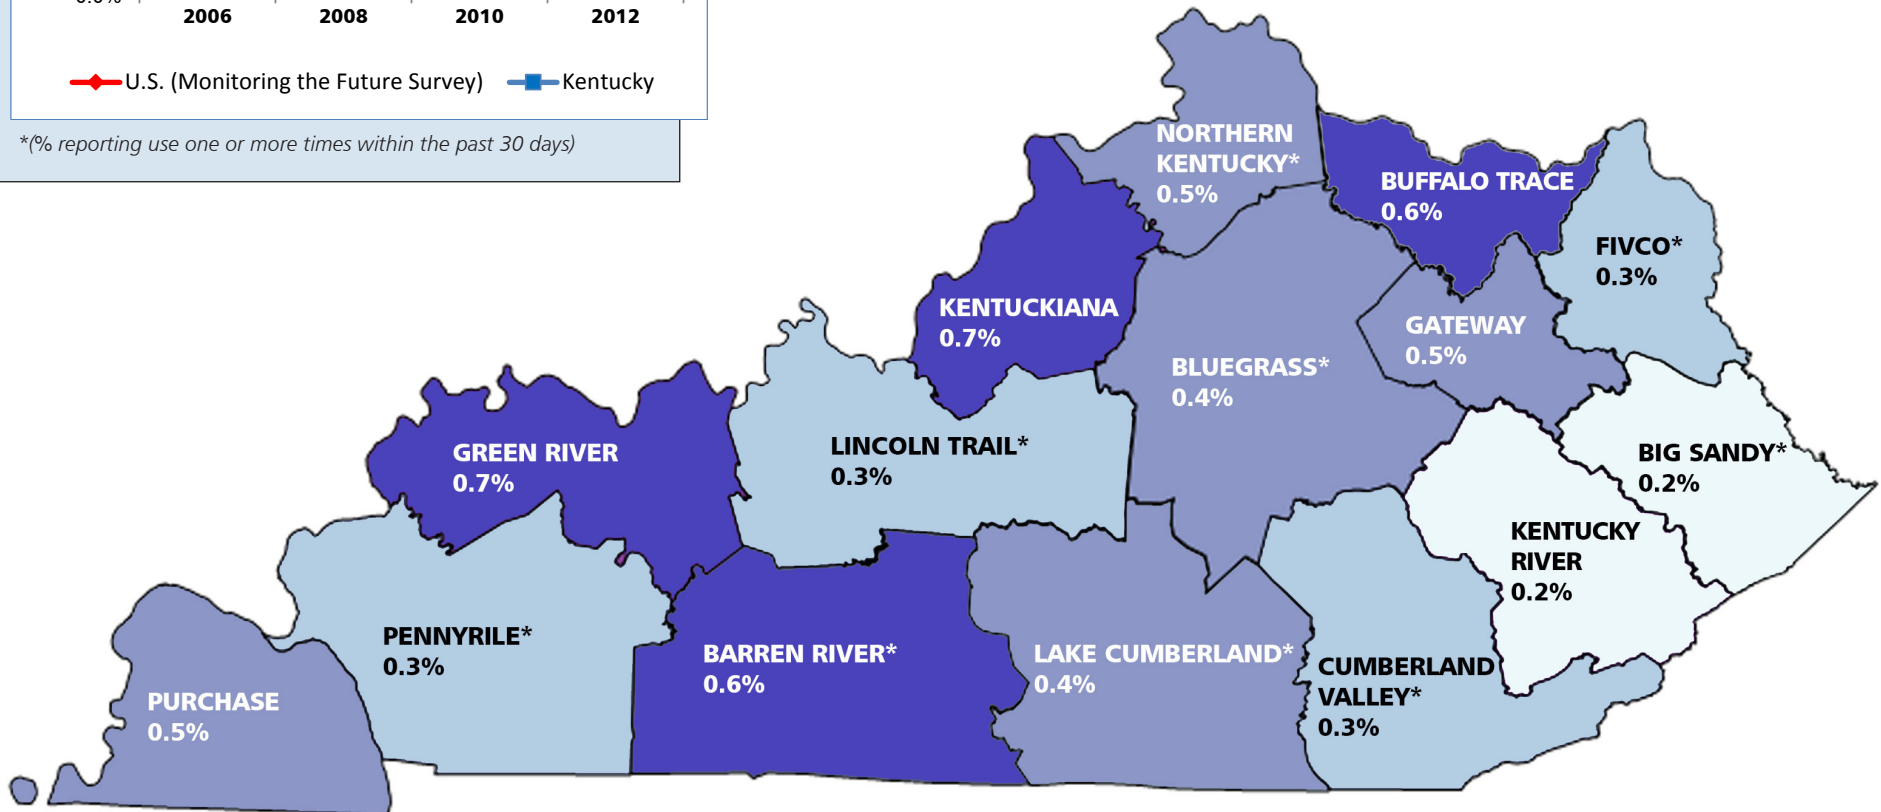 2006 2008 2010 2012
U.S. (Monitoring the Future Survey) Kentucky
*(% reporting use one or more times within the past 30 days)
NORTHERN
KENTUCKY*
0.5%
BUFFALO TRACE
0.6%
FIVCO*
0.3%
KENTUCKIANA
0.7%
GATEWAY
0.5%
BLUEGRASS*
0.4%
GREEN RIVER
0.7%
LINCOLN TRAIL*
0.3%
BIG SANDY*
0.2%
KENTUCKY
RIVER
0.2%
PENNYRILE*
0.3%
BARREN RIVER*
0.6%
LAKE CUMBERLAND*
0.4%
CUMBERLAND
VALLEY*
0.3%
PURCHASE
0.5%